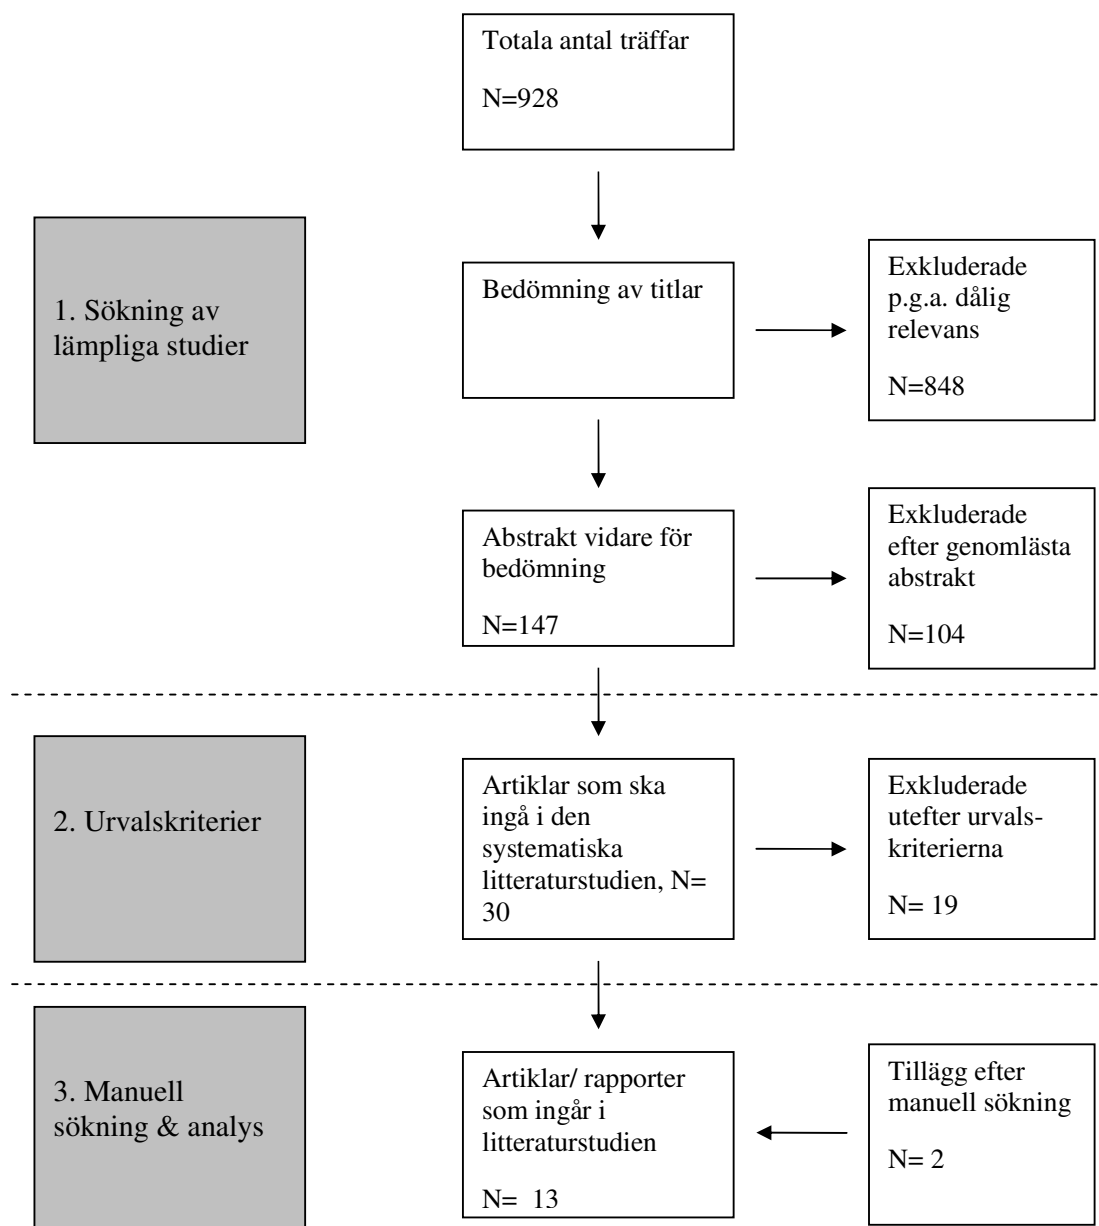 Totala antal träffar
N=928
1. Sökning av
lämpliga studier
Bedömning av titlar
Exkluderade
p.g.a. dålig
relevans
N=848
Abstrakt vidare för
bedömning
N=147
Exkluderade
efter genomlästa
abstrakt
N=104
2. Urvalskriterier
Artiklar som ska
ingå i den
systematiska
litteraturstudien, N=
30
Exkluderade
utefter urvals-
kriterierna
N= 19
3. Manuell
sökning & analys
Artiklar/ rapporter
som ingår i
litteraturstudien
N= 13
Tillägg efter
manuell sökning
N= 2